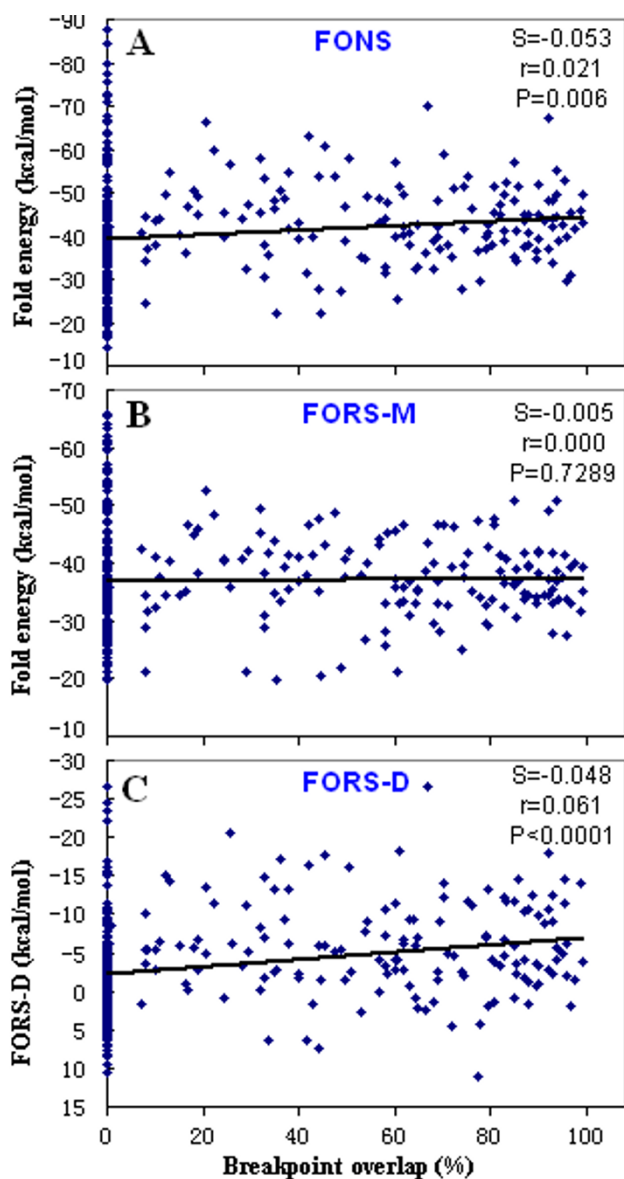 A
FONS
S=-0.053
r=0.021
P=0.006
Fold energy (kcal/mol)
-90
-80
-70
-60
-50
-40
-30
-20
-10
B
FORS-M
S=-0.005
r=0.000
P=0.7289
Fold energy (kcal/mol)
-70
-60
-50
-40
-30
-20
-10
C
FORS-D
S=-0.048
r=0.061
P<0.0001
FORS-D (kcal/mol)
-30
-25
-20
-15
-10
-5
0
5
10
15
0 20 40 60 80 100
Breakpoint overlap (%)